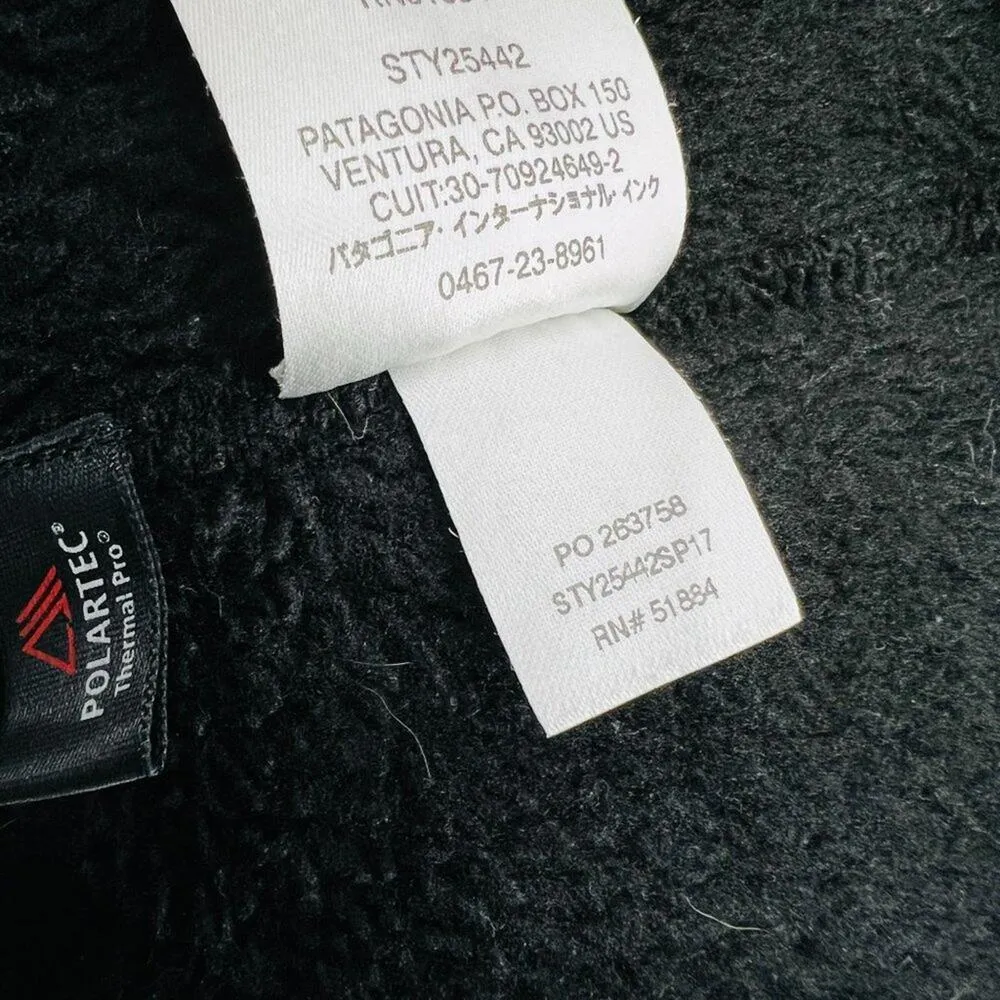 STY25442
PATAGONIA P.O. BOX 150
VENTURA, CA 93002 US
CUIT:30-70924649-2
パタゴニア・インターナショナル・インク
0467-23-8961
PO 263758
STY25442SP17
RN# 51884
POLARTEC®
Thermal Pro®